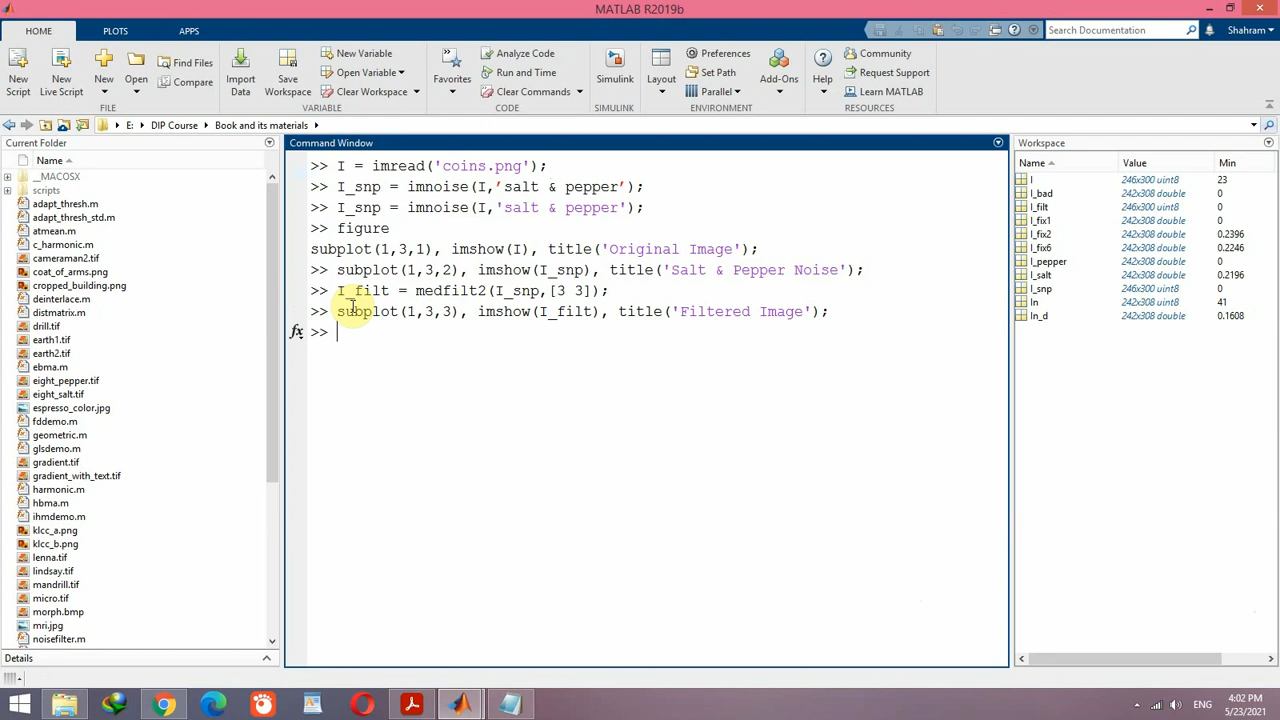 MATLAB R2019b
HOME
PLOTS
APPS
Search Documentation
Shahram
New Script
New Live Script
New
Open
Find Files
Compare
Import Data
Save Workspace
New Variable
Open Variable
Clear Workspace
Favorites
Analyze Code
Run and Time
Clear Commands
Simulink
Layout
Preferences
Set Path
Parallel
Add-Ons
Help
Community
Request Support
Learn MATLAB
FILE
VARIABLE
CODE
SIMULINK
ENVIRONMENT
RESOURCES
E: DIP Course Book and its materials
Current Folder
Name
__MACOSX
scripts
adapt_thresh.m
adapt_thresh_std.m
atmean.m
c_harmonic.m
cameraman2.tif
coat_of_arms.png
cropped_building.png
deinterlace.m
distmatrix.m
drill.tif
earth1.tif
earth2.tif
ebma.m
eight_pepper.tif
eight_salt.tif
espresso_color.jpg
fddemo.m
geometric.m
glsdemo.m
gradient.tif
gradient_with_text.tif
harmonic.m
hbma.m
ihmdemo.m
klcc_a.png
klcc_b.png
lenna.tif
lindsay.tif
mandrill.tif
micro.tif
morph.bmp
mri.jpg
noisefilter.m
Details
Command Window
>> I = imread('coins.png');
>> I_snp = imnoise(I,’salt & pepper’);
>> I_snp = imnoise(I,'salt & pepper');
>> figure
subplot(1,3,1), imshow(I), title('Original Image');
>> subplot(1,3,2), imshow(I_snp), title('Salt & Pepper Noise');
>> I_filt = medfilt2(I_snp,[3 3]);
>> subplot(1,3,3), imshow(I_filt), title('Filtered Image');
fx >>
Workspace
Name Value Min
I 246x300 uint8 23
I_bad 242x308 double 0
I_filt 246x300 uint8 0
I_fix1 242x308 double 0
I_fix2 242x308 double 0.2396
I_fix6 242x308 double 0.2246
I_pepper 242x308 double 0
I_salt 242x308 double 0.2196
I_snp 246x300 uint8 0
In 242x308 uint8 41
In_d 242x308 double 0.1608
ENG
4:02 PM
5/23/2021